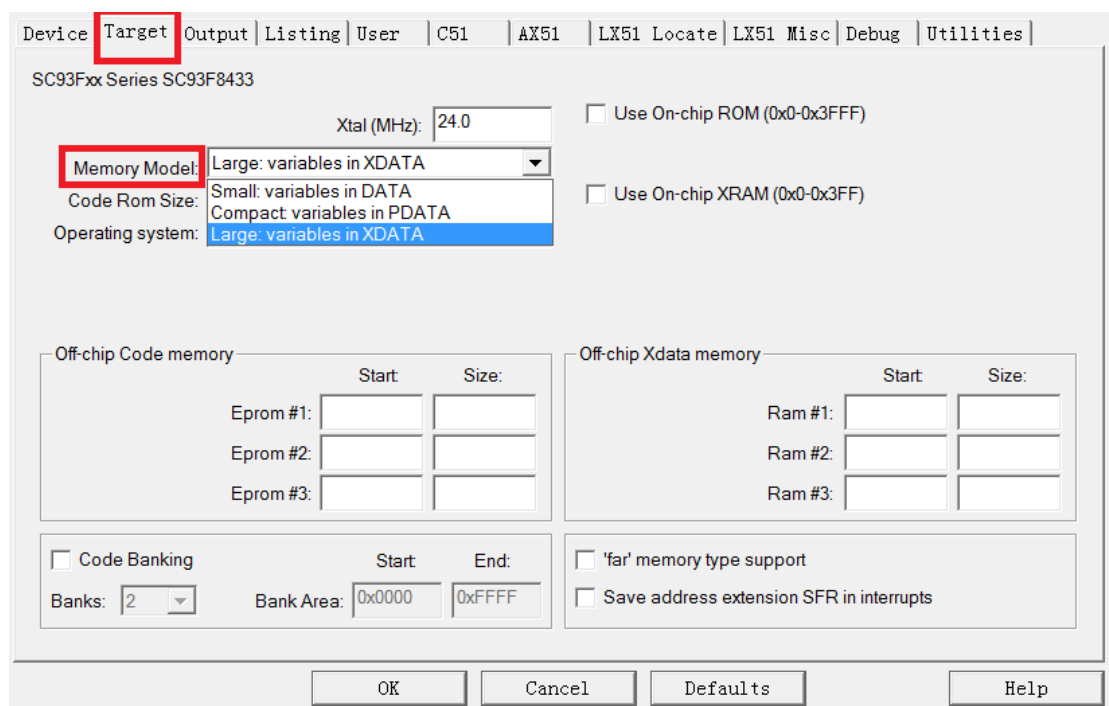 Device Target Output Listing User C51 AX51 LX51 Locate LX51 Misc Debug Utilities
SC93Fxx Series SC93F8433
Xtal (MHz): 24.0
Use On-chip ROM (0x0-0x3FFF)
Memory Model: Large: variables in XDATA
Small: variables in DATA
Use On-chip XRAM (0x0-0x3FF)
Code Rom Size:
Compact: variables in PDATA
Operating system: Large: variables in XDATA
Off-chip Code memory
Start: Size:
Eprom #1:
Eprom #2:
Eprom #3:
Off-chip Xdata memory
Start: Size:
Ram #1:
Ram #2:
Ram #3:
Code Banking Start: End:
Banks: 2 Bank Area: 0x0000 0xFFFF
'far' memory type support
Save address extension SFR in interrupts
OK Cancel Defaults Help